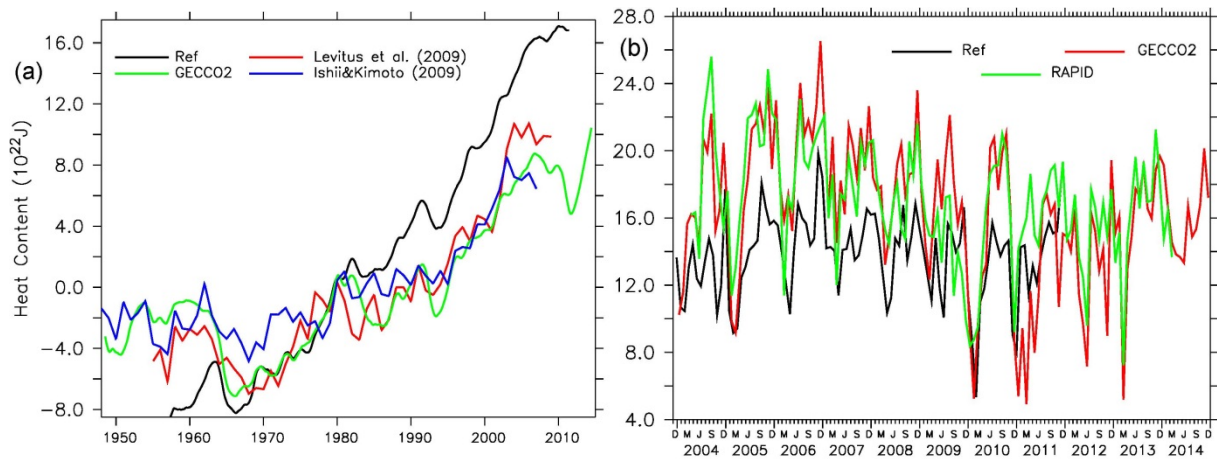 (a)
Heat Content (10²²J)
16.0
12.0
8.0
4.0
0.0
-4.0
-8.0
Ref
Levitus et al. (2009)
GECCO2
Ishii&Kimoto (2009)
1950 1960 1970 1980 1990 2000 2010
(b)
28.0
24.0
20.0
16.0
12.0
8.0
4.0
Ref
GECCO2
RAPID
D M J S D M J S D M J S D M J S D M J S D M J S D M J S D M J S D M J S D M J S D M J S D
2004 2005 2006 2007 2008 2009 2010 2011 2012 2013 2014